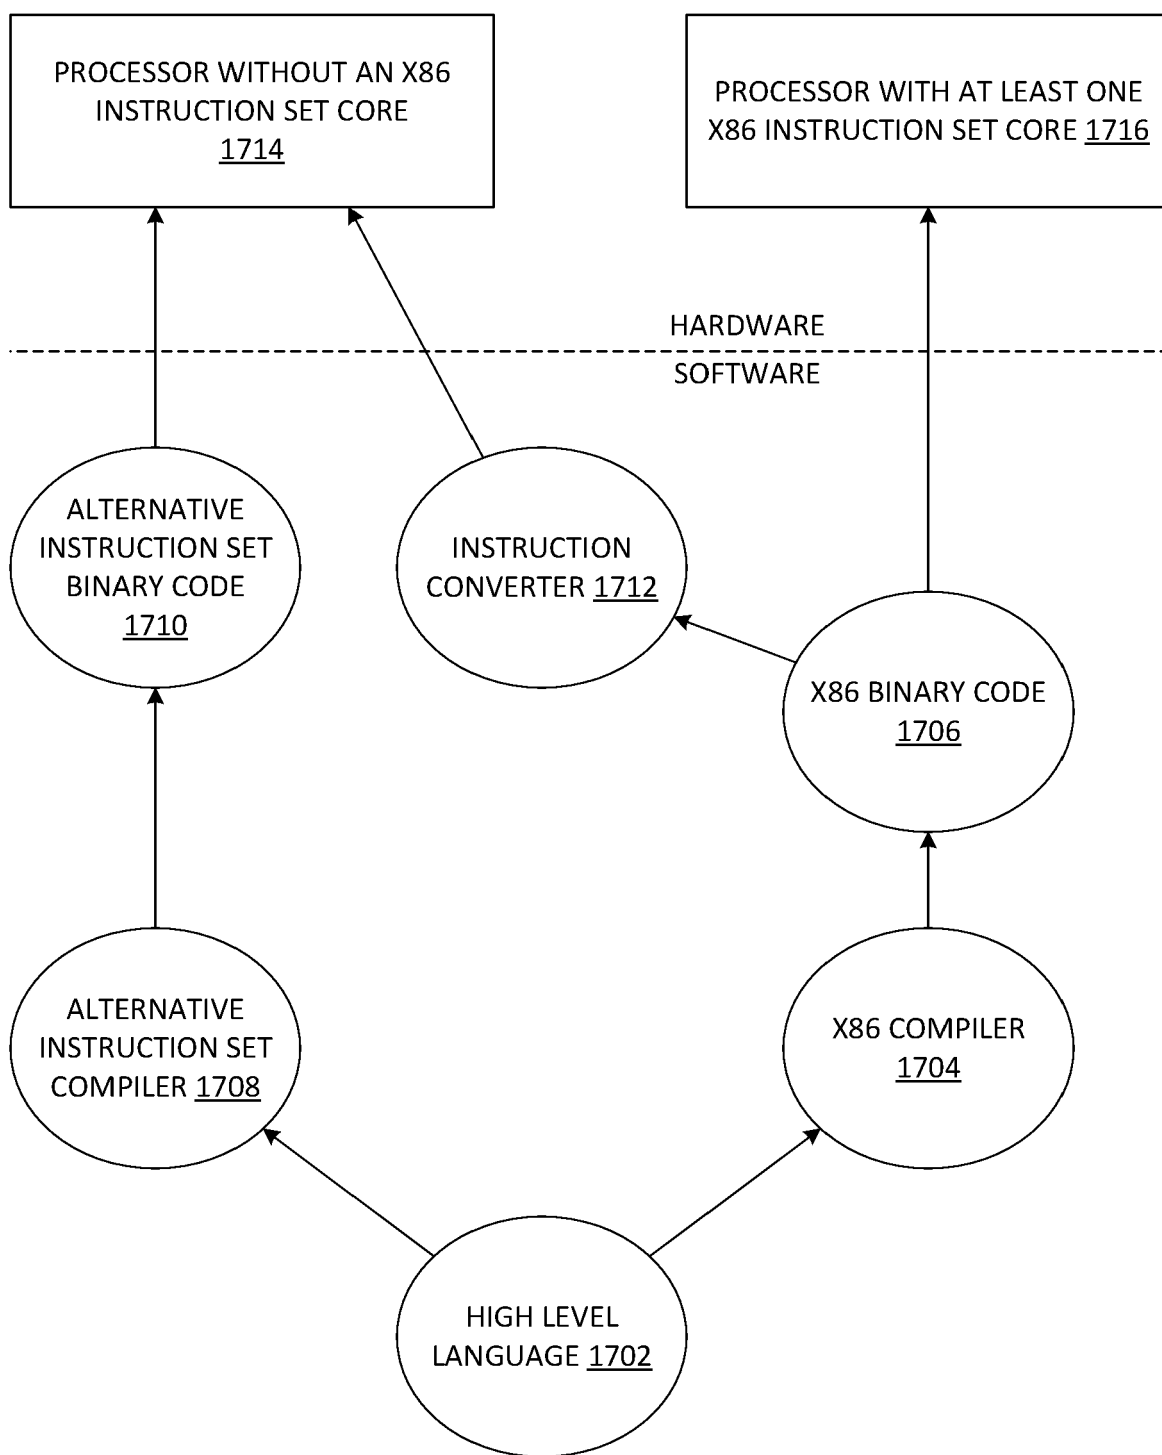 PROCESSOR WITHOUT AN X86
INSTRUCTION SET CORE
1714
PROCESSOR WITH AT LEAST ONE
X86 INSTRUCTION SET CORE 1716
HARDWARE
SOFTWARE
ALTERNATIVE
INSTRUCTION SET
BINARY CODE
1710
INSTRUCTION
CONVERTER 1712
X86 BINARY CODE
1706
ALTERNATIVE
INSTRUCTION SET
COMPILER 1708
X86 COMPILER
1704
HIGH LEVEL
LANGUAGE 1702